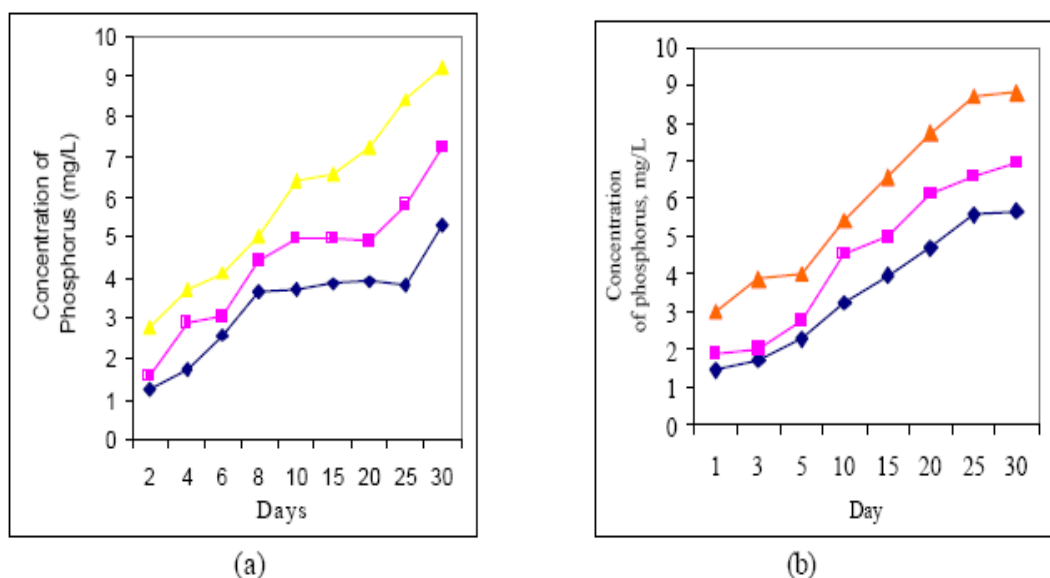 10
9
8
7
6
5
4
3
2
1
0
Concentration of
Phosphorus (mg/L)
2 4 6 8 10 15 20 25 30
Days
(a)
10
9
8
7
6
5
4
3
2
1
0
Concentration
of phosphorus, mg/L
1 3 5 10 15 20 25 30
Day
(b)